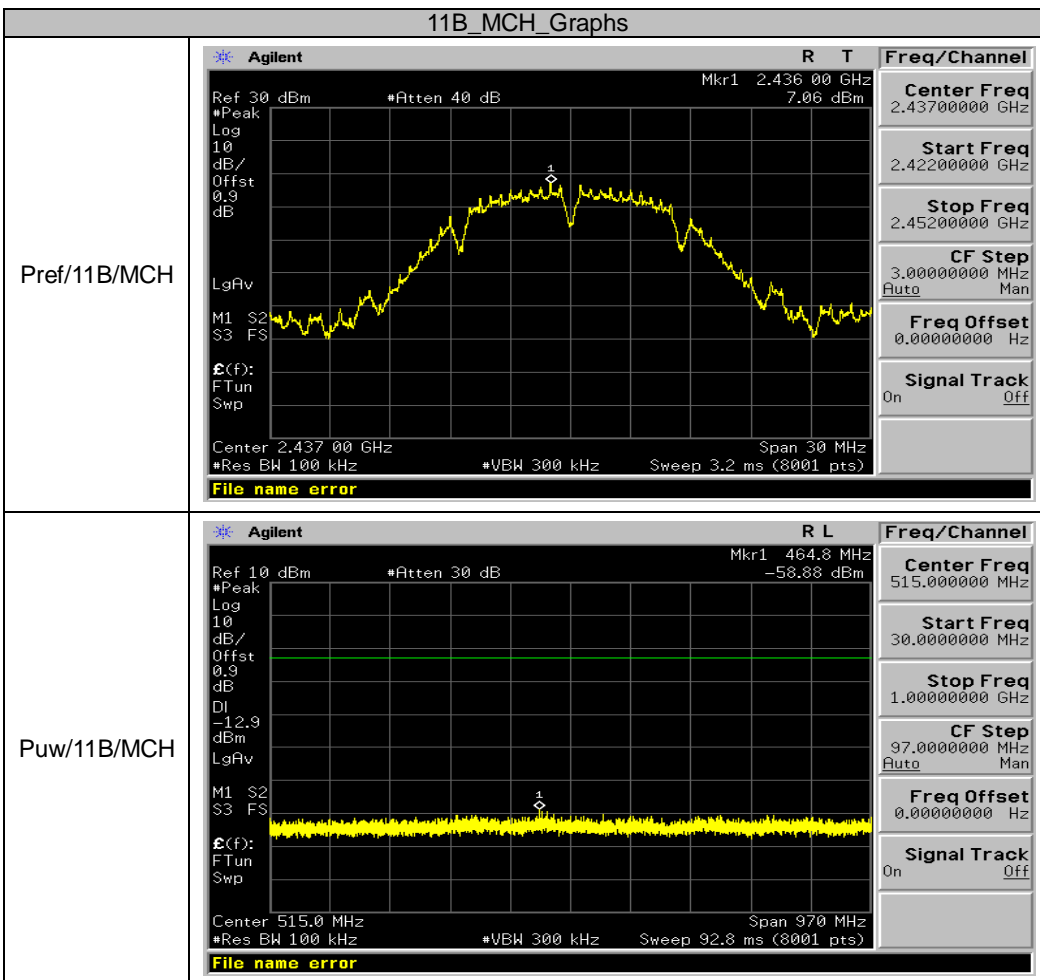 11B_MCH_Graphs
Pref/11B/MCH
Agilent
R T
Mkr1 2.436 00 GHz
Ref 30 dBm #Atten 40 dB 7.06 dBm
#Peak
Log
10
dB/
Offst
0.9
dB
LgAv
M1 S2
S3 FS
£(f):
FTun
Swp
1
Center 2.437 00 GHz Span 30 MHz
#Res BW 100 kHz #VBW 300 kHz Sweep 3.2 ms (8001 pts)
File name error
Freq/Channel
Center Freq
2.43700000 GHz
Start Freq
2.42200000 GHz
Stop Freq
2.45200000 GHz
CF Step
3.00000000 MHz
Auto Man
Freq Offset
0.00000000 Hz
Signal Track
On Off
Puw/11B/MCH
Agilent
R L
Mkr1 464.8 MHz
Ref 10 dBm #Atten 30 dB -58.88 dBm
#Peak
Log
10
dB/
Offst
0.9
dB
DI
-12.9
dBm
LgAv
M1 S2
S3 FS
£(f):
FTun
Swp
1
Center 515.0 MHz Span 970 MHz
#Res BW 100 kHz #VBW 300 kHz Sweep 92.8 ms (8001 pts)
File name error
Freq/Channel
Center Freq
515.000000 MHz
Start Freq
30.0000000 MHz
Stop Freq
1.00000000 GHz
CF Step
97.0000000 MHz
Auto Man
Freq Offset
0.00000000 Hz
Signal Track
On Off